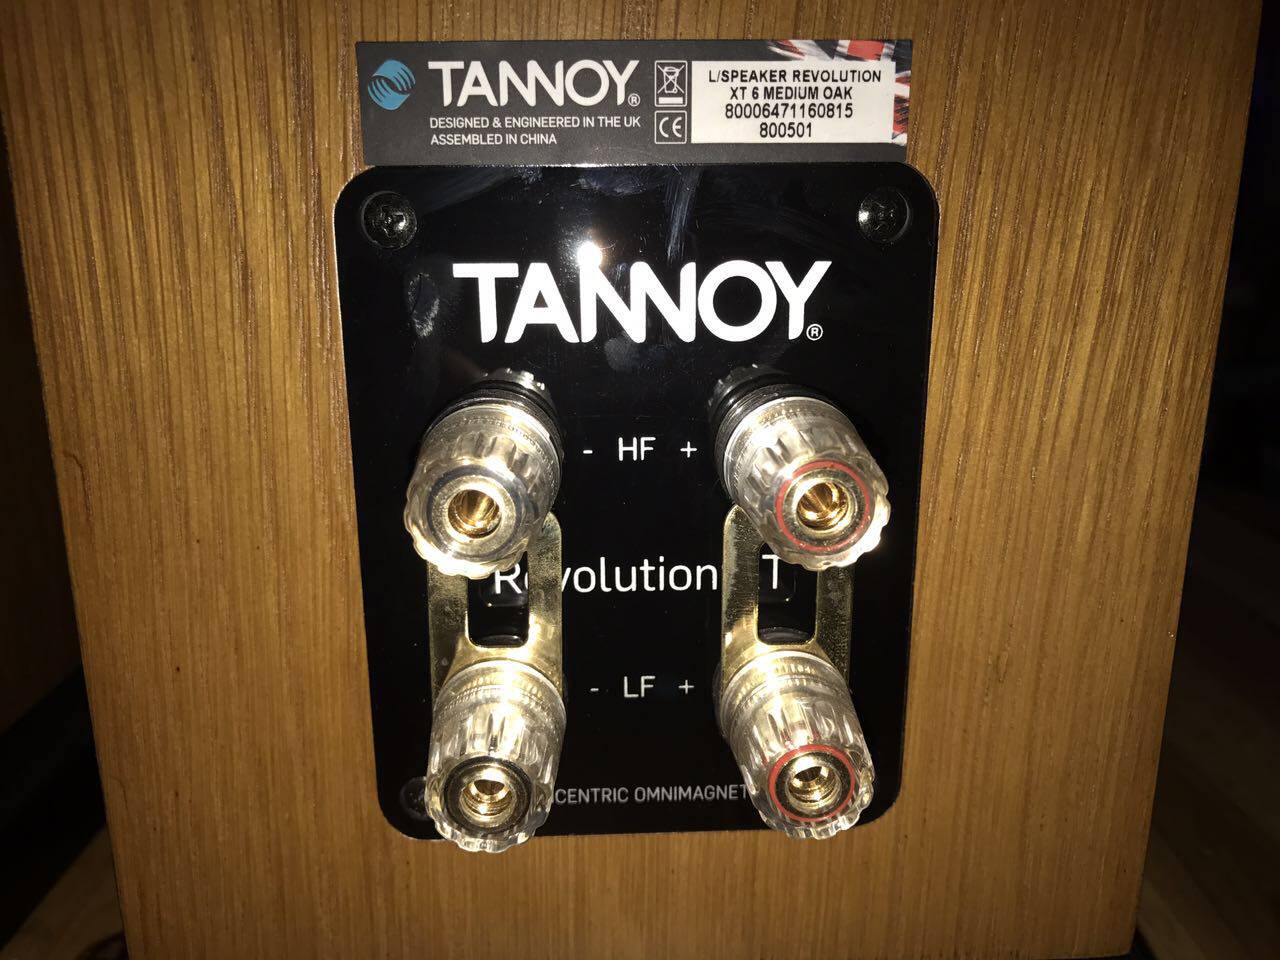 TANNOY®
DESIGNED & ENGINEERED IN THE UK
ASSEMBLED IN CHINA
CE
L/SPEAKER REVOLUTION
XT 6 MEDIUM OAK
80006471160815
800501
TANNOY®
- HF +
Revolution T
- LF +
CENTRIC OMNIMAGNET